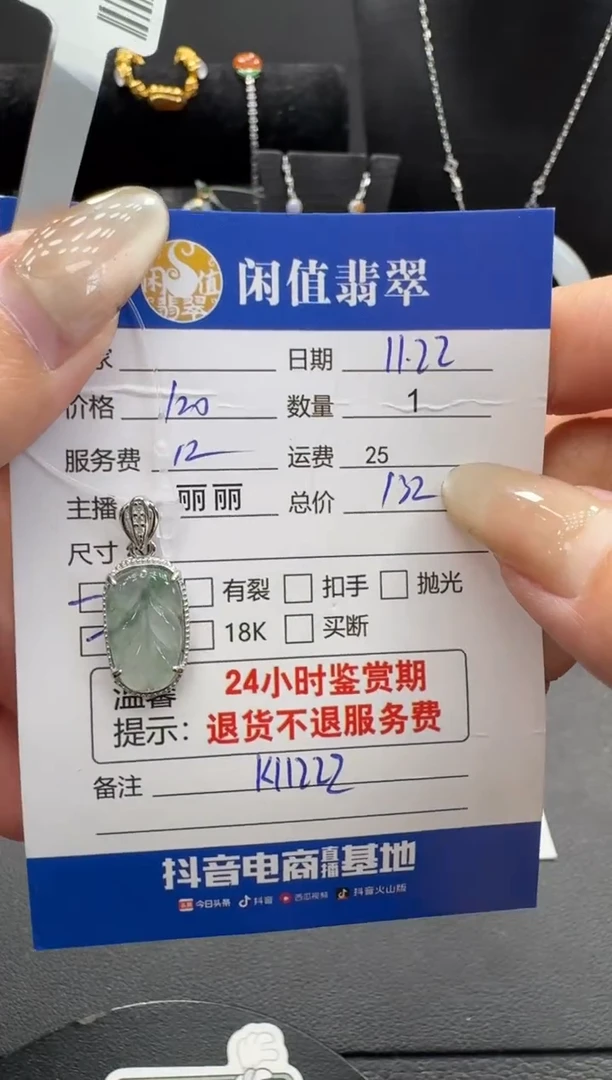 闲值翡翠
闲值翡翠
家 日期 11.22
价格 120 数量 1
服务费 12 运费 25
主播 丽丽 总价 132
尺寸
有裂 扣手 抛光
18K 买断
温馨 24小时鉴赏期
提示: 退货不退服务费
备注 K11222
抖音电商直播基地
今日头条 抖音 西瓜视频 抖音火山版